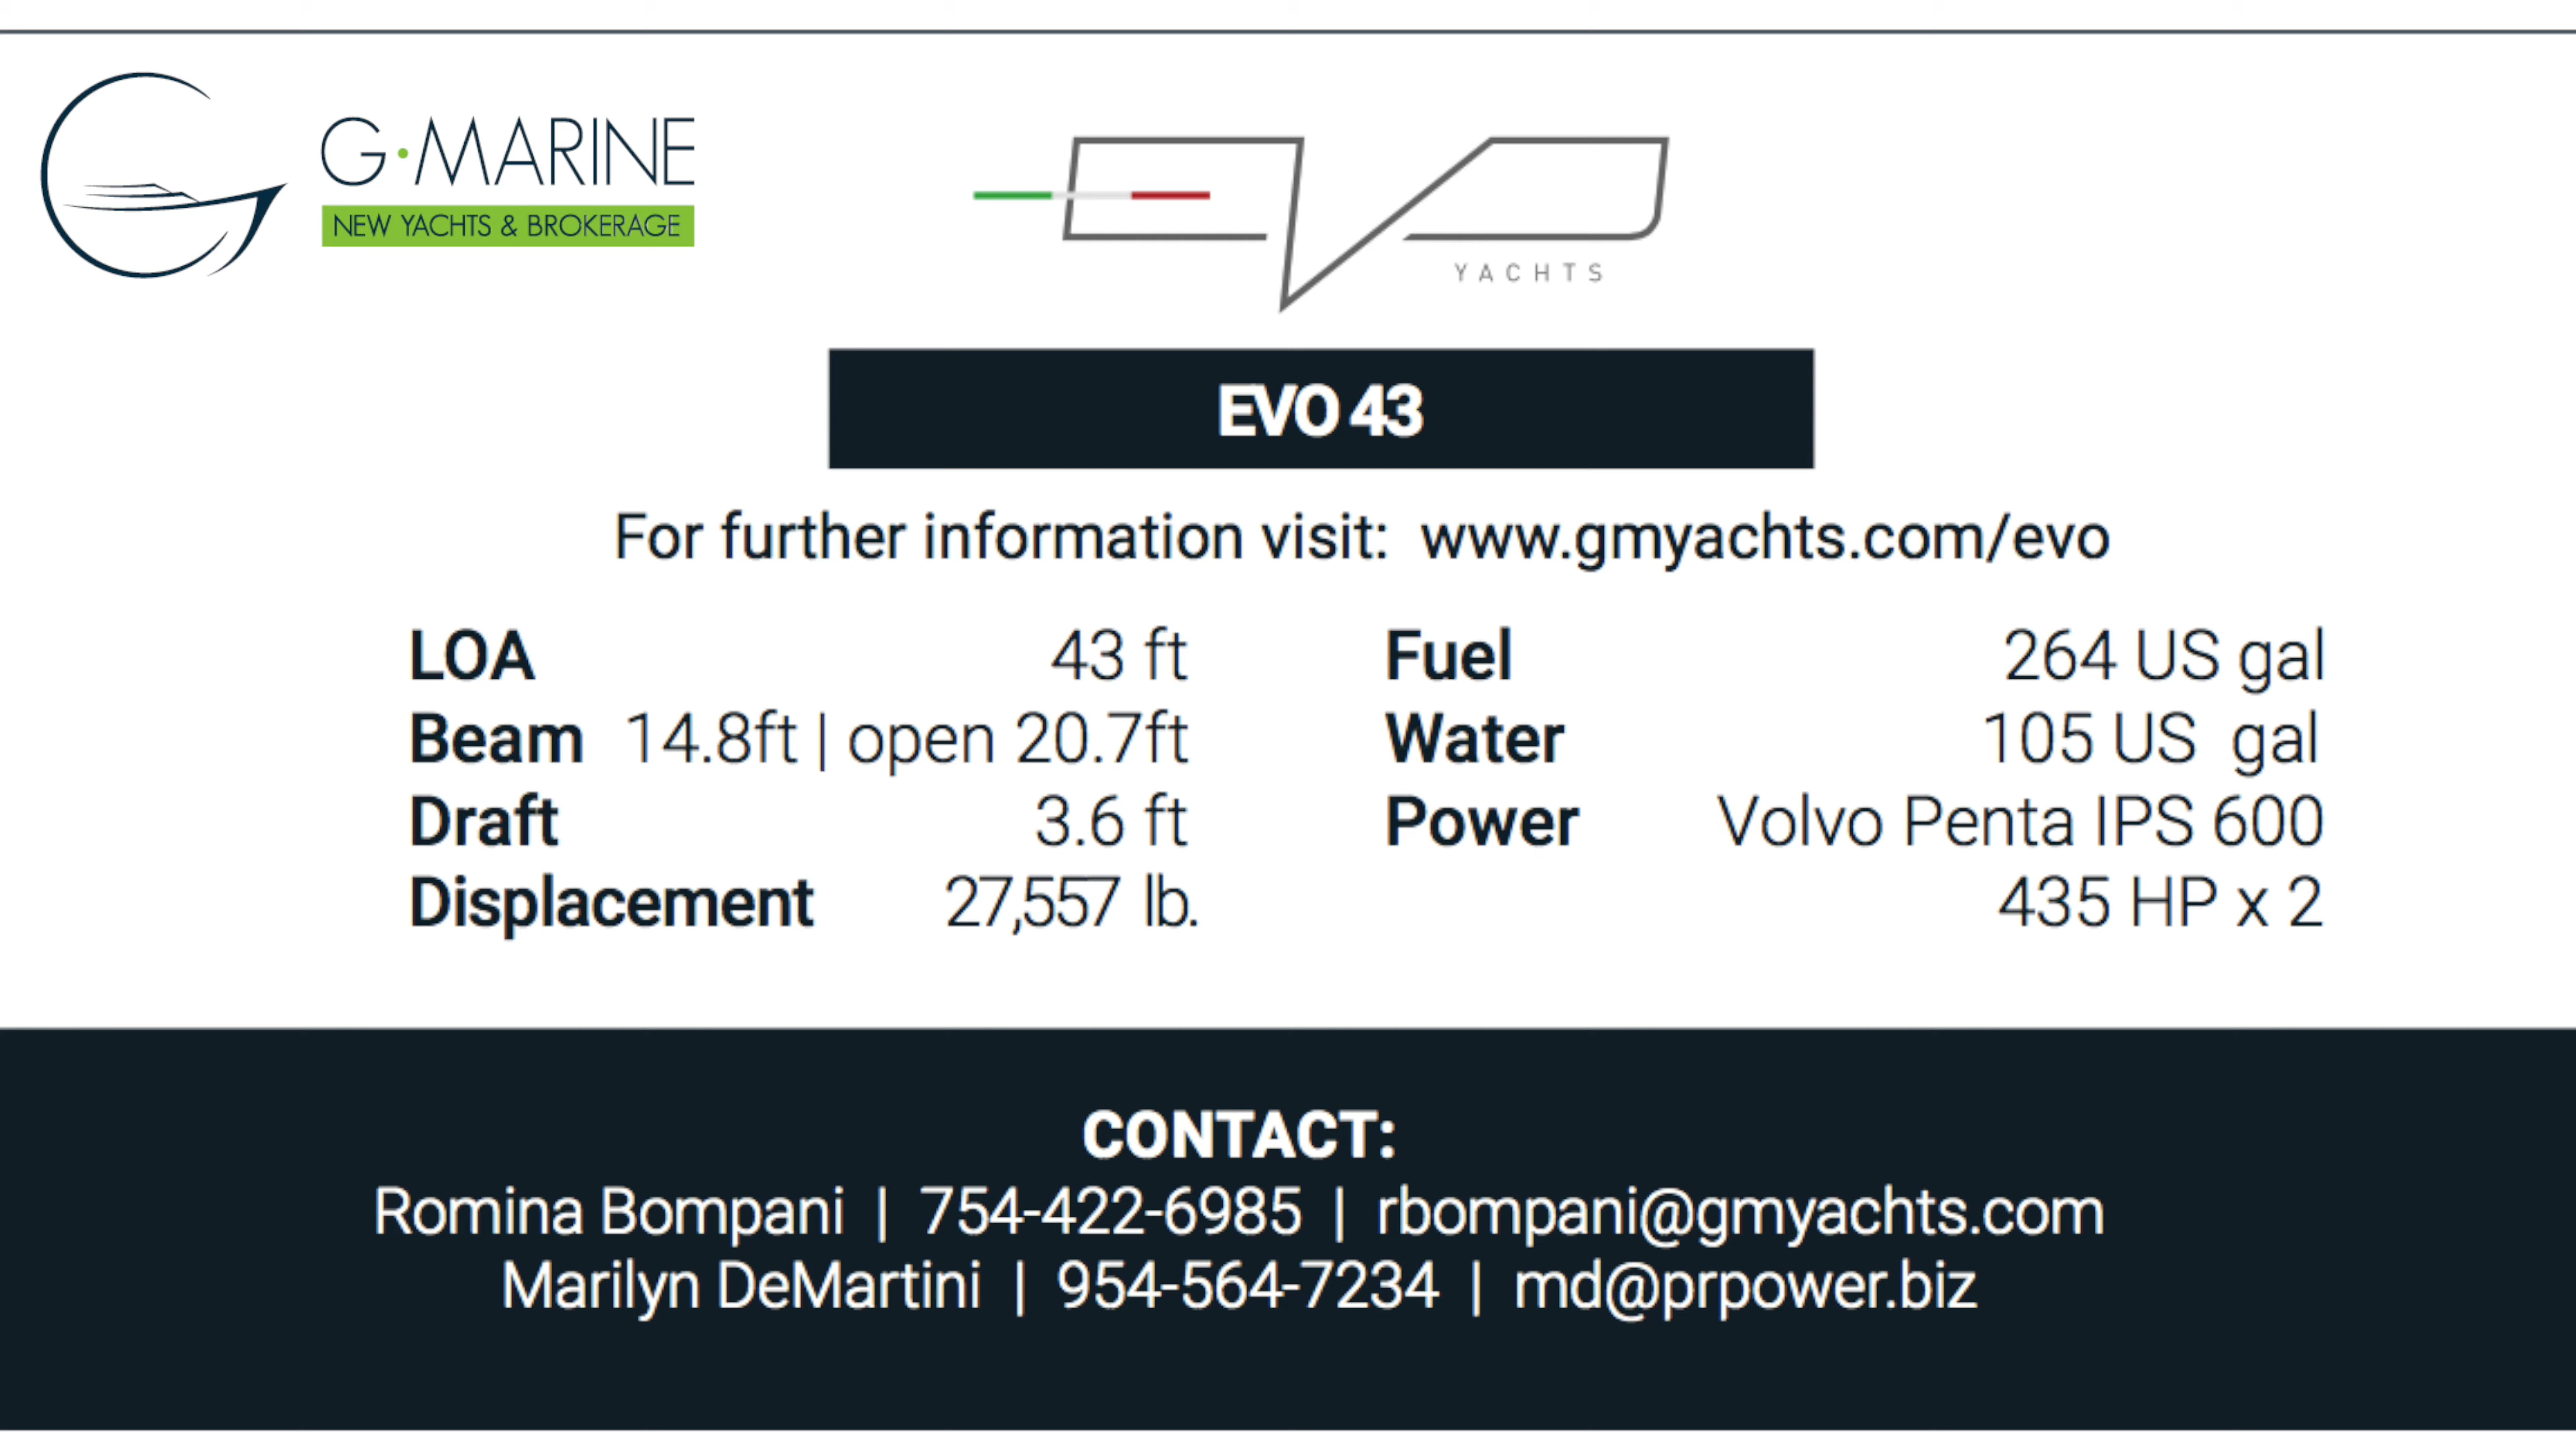 G·MARINE
NEW YACHTS & BROKERAGE
EVO
YACHTS
EVO 43
For further information visit: www.gmyachts.com/evo
LOA 43 ft
Beam 14.8ft | open 20.7ft
Draft 3.6 ft
Displacement 27,557 lb.
Fuel 264 US gal
Water 105 US gal
Power Volvo Penta IPS 600
435 HP x 2
CONTACT:
Romina Bompani | 754-422-6985 | rbompani@gmyachts.com
Marilyn DeMartini | 954-564-7234 | md@prpower.biz